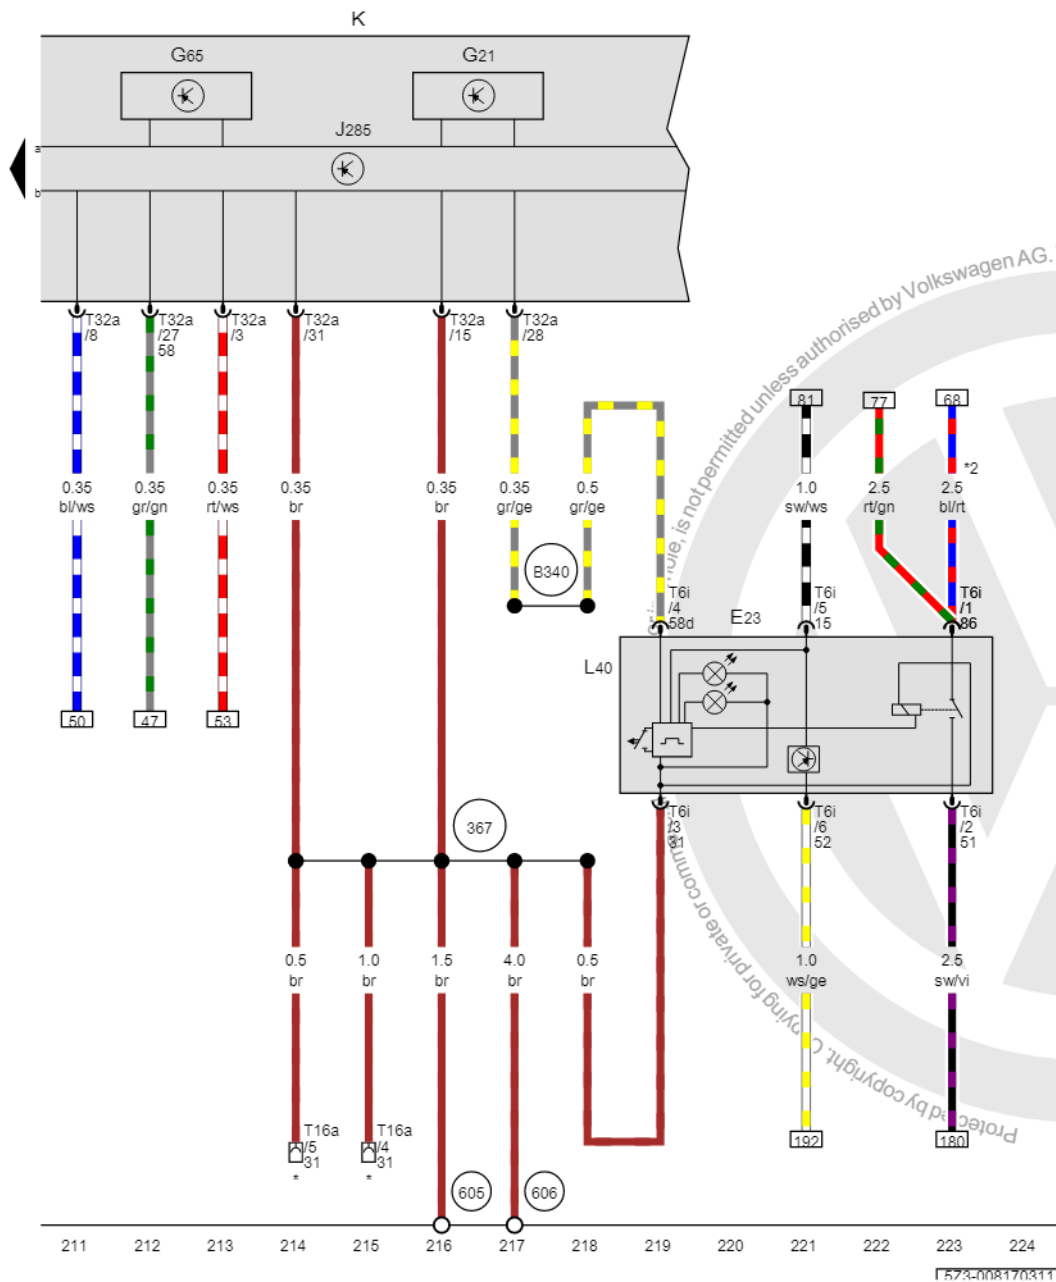 K
G65
G21
J285
a
b
T32a
/8
T32a
/27
58
T32a
/3
T32a
/31
T32a
/15
T32a
/28
81
77
68
*2
0.35
bl/ws
0.35
gr/gn
0.35
rt/ws
0.35
br
0.35
br
0.35
gr/ge
0.5
gr/ge
1.0
sw/ws
2.5
rt/gn
2.5
bl/rt
B340
T6i
/4
58d
E23
T6i
/5
15
T6i
/1
86
L40
50
47
53
367
T6i
/3
31
T6i
/6
52
T6i
/2
51
0.5
br
1.0
br
1.5
br
4.0
br
0.5
br
1.0
ws/ge
2.5
sw/vi
T16a
/5
31
*
T16a
/4
31
*
192
180
605
606
211 212 213 214 215 216 217 218 219 220 221 222 223 224
573-008170311
is not permitted unless authorised by Volkswagen AG.
Protected by copyright. Copying for private or